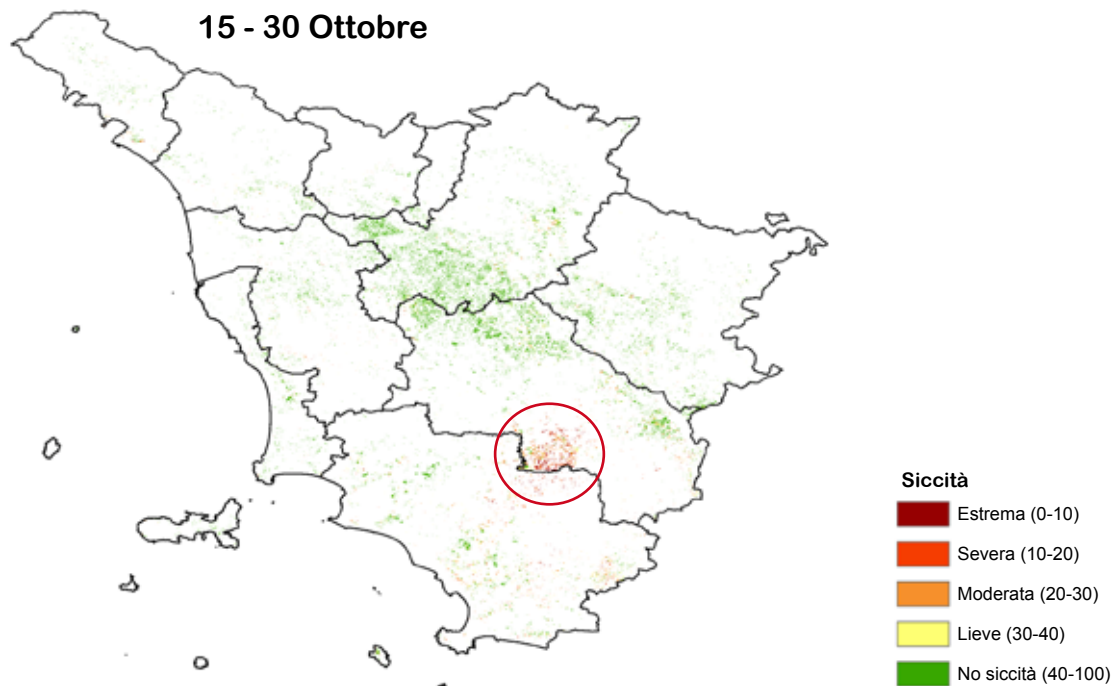 15 - 30 Ottobre
Siccità
Estrema (0-10)
Severa (10-20)
Moderata (20-30)
Lieve (30-40)
No siccità (40-100)